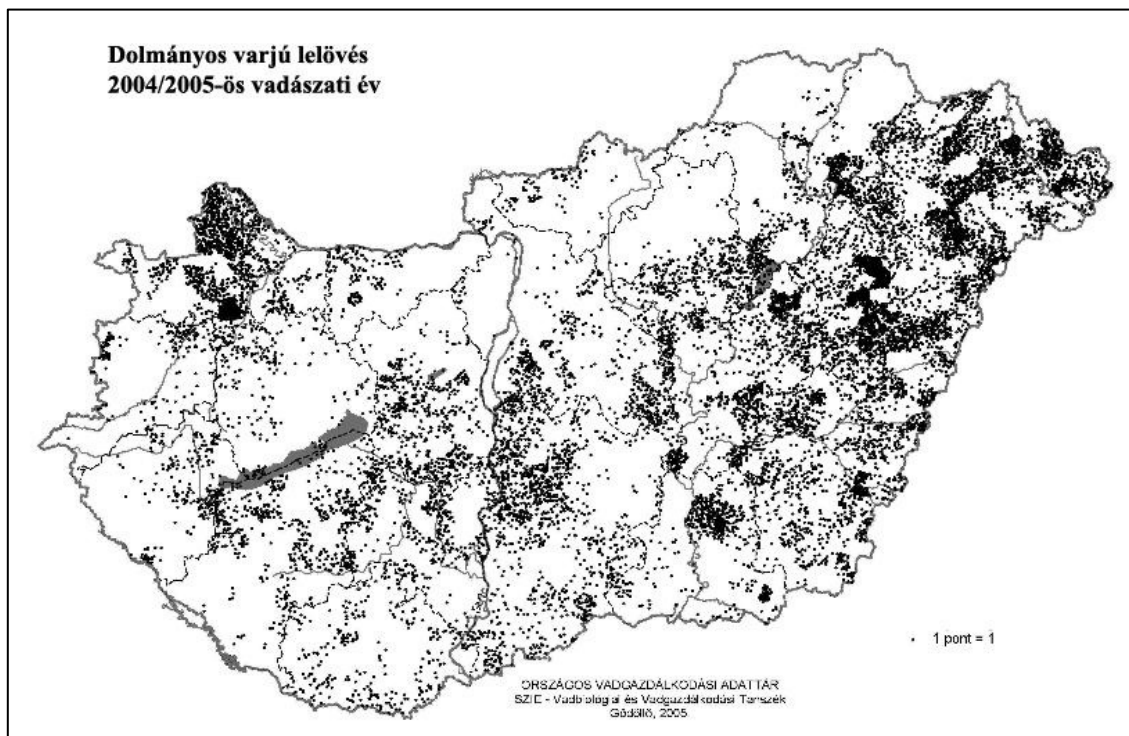 Dolmányos varjú lelövés
2004/2005-ös vadászati év
1 pont = 1
ORSZÁGOS VADGAZDÁLKODÁSI ADATTÁR
SZIE - Vadbiológiai és Vadgazdálkodási Tanszék
Gödöllő, 2005